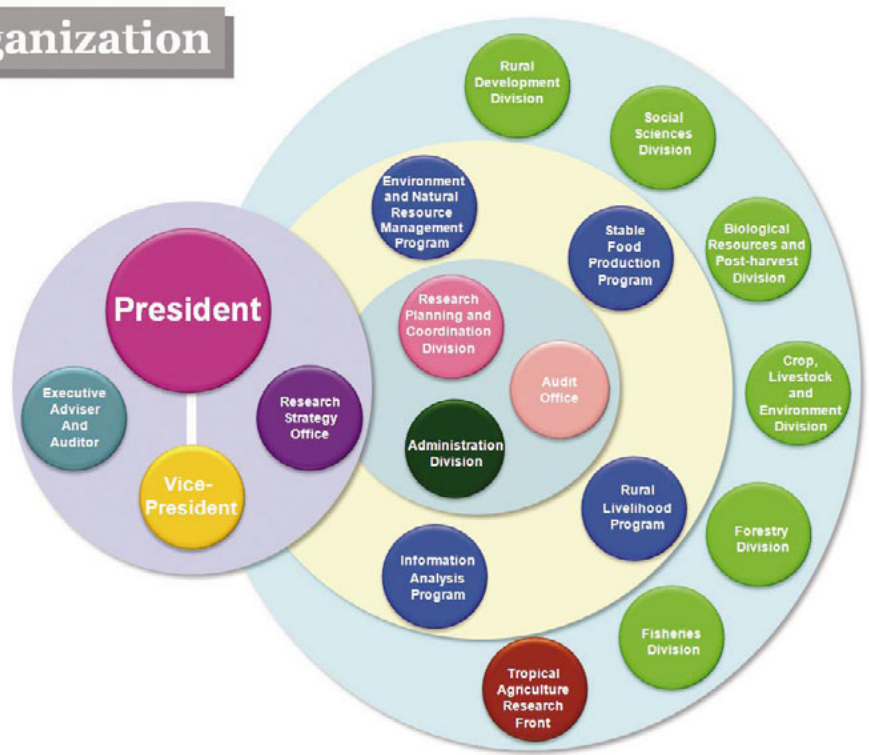 ganization
President
Executive
Adviser
And
Auditor
Research
Strategy
Office
Vice-
President
Research
Planning and
Coordination
Division
Audit
Office
Administration
Division
Environment
and Natural
Resource
Management
Program
Stable
Food
Production
Program
Rural
Livelihood
Program
Information
Analysis
Program
Rural
Development
Division
Social
Sciences
Division
Biological
Resources and
Post-harvest
Division
Crop,
Livestock
and
Environment
Division
Forestry
Division
Fisheries
Division
Tropical
Agriculture
Research
Front